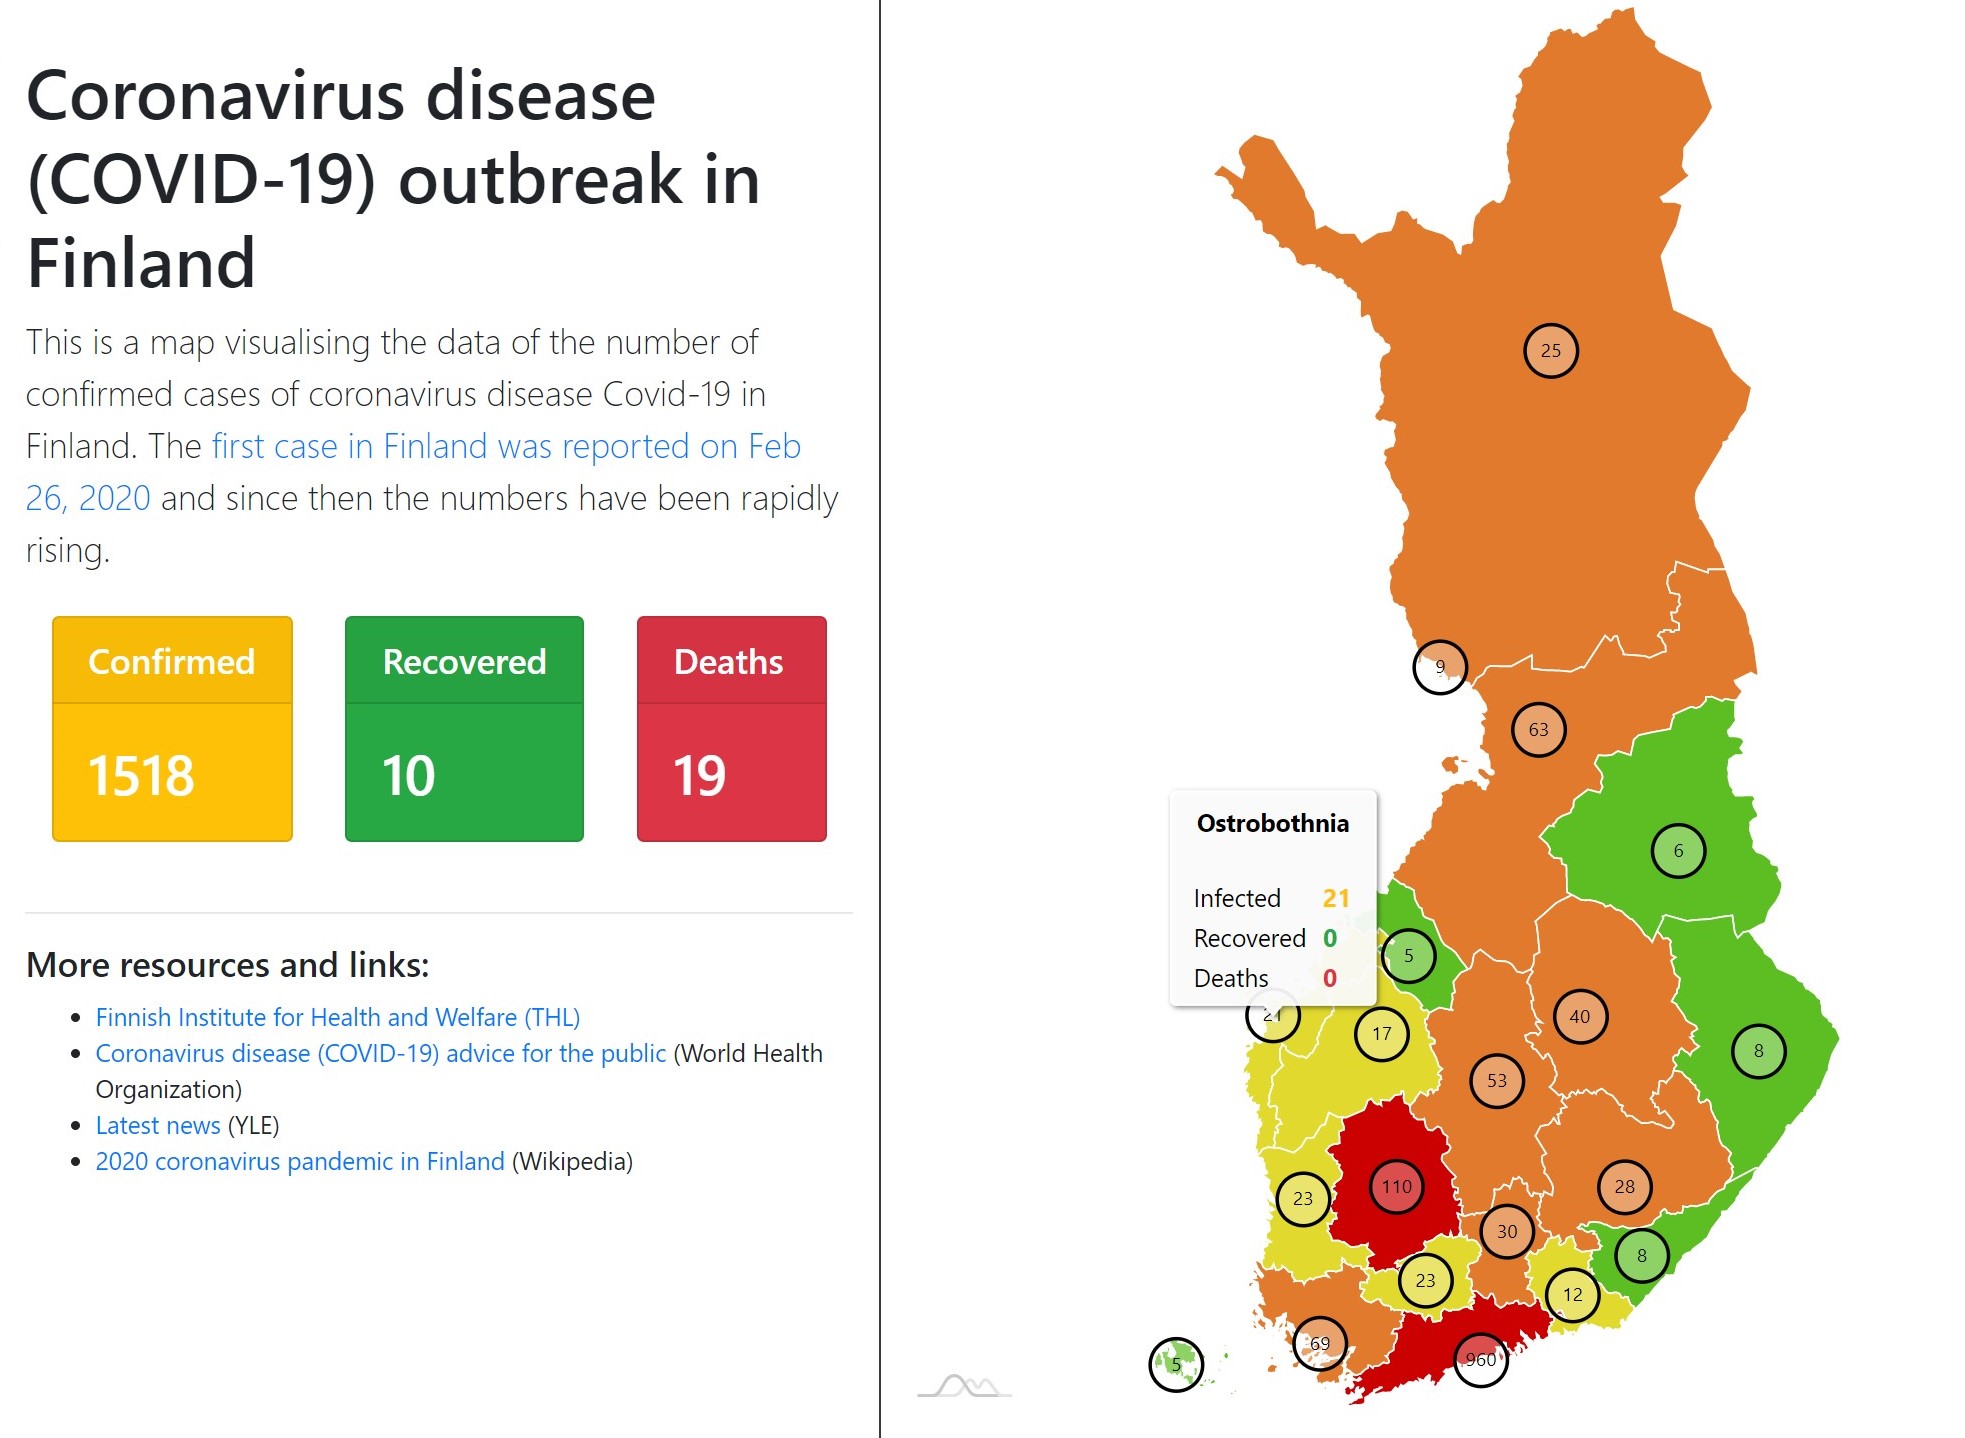 Coronavirus disease
(COVID-19) outbreak in
Finland
This is a map visualising the data of the number of
confirmed cases of coronavirus disease Covid-19 in
Finland. The first case in Finland was reported on Feb
26, 2020 and since then the numbers have been rapidly
rising.
Confirmed
1518
Recovered
10
Deaths
19
More resources and links:
Finnish Institute for Health and Welfare (THL)
Coronavirus disease (COVID-19) advice for the public (World Health
Organization)
Latest news (YLE)
2020 coronavirus pandemic in Finland (Wikipedia)
25
9
63
6
Ostrobothnia
Infected 21
Recovered 0
Deaths 0
5
21
17
40
8
53
23
110
28
30
8
23
12
69
960
5